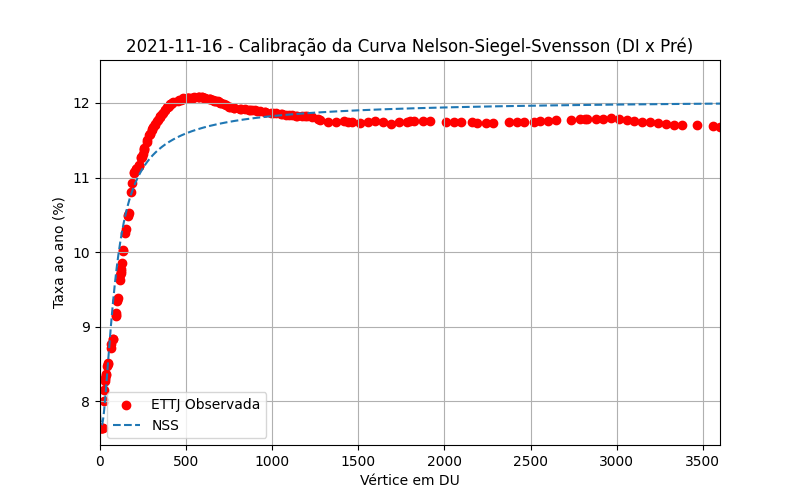 2021-11-16 - Calibração da Curva Nelson-Siegel-Svensson (DI x Pré)
Taxa ao ano (%)
12
11
10
9
8
ETTJ Observada
NSS
0 500 1000 1500 2000 2500 3000 3500
Vértice em DU